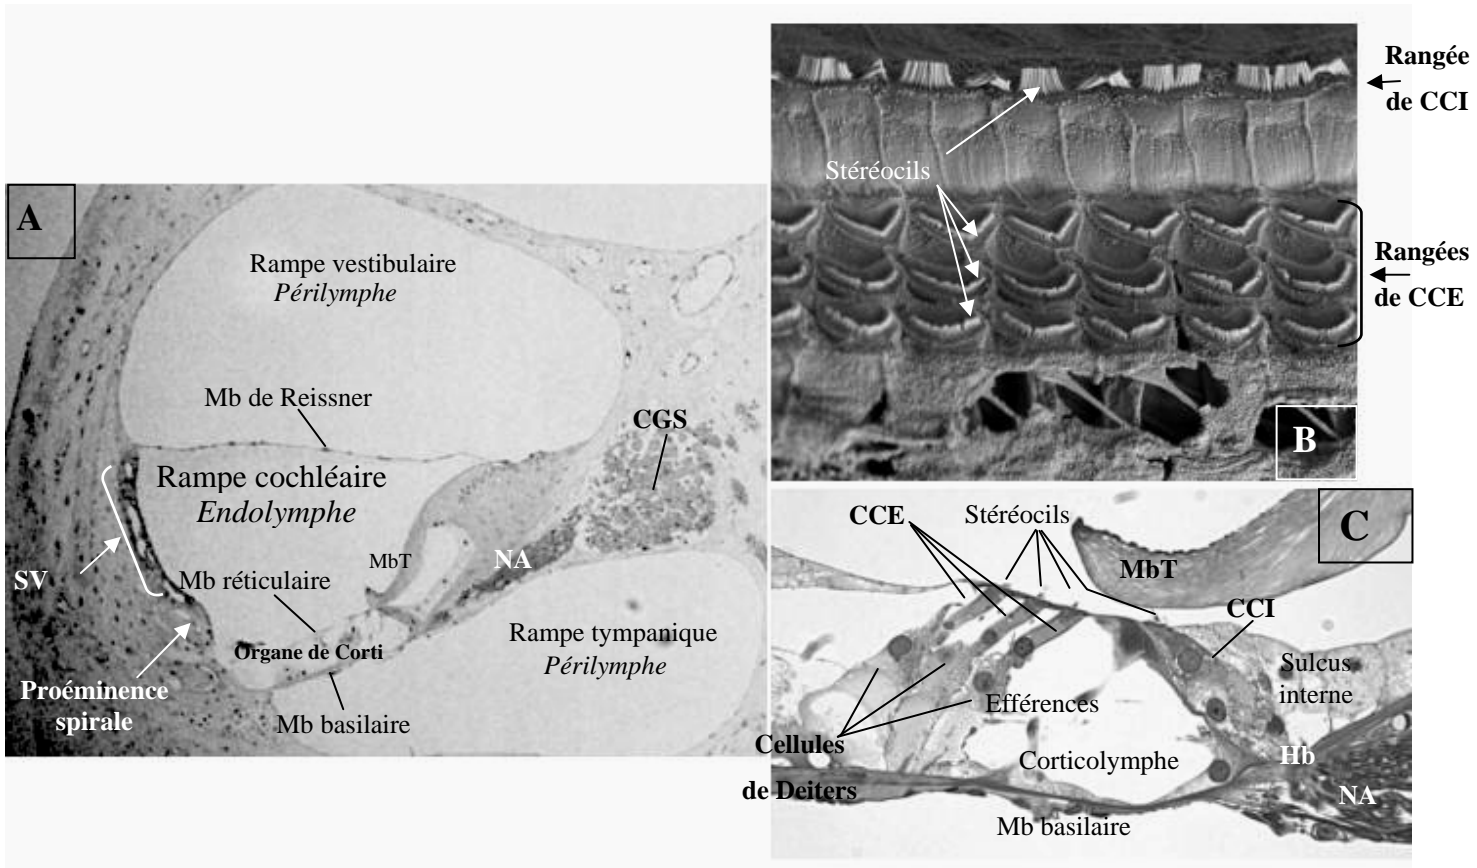 A
Rampe vestibulaire
Périlymphe
Mb de Reissner
CGS
Rampe cochléaire
Endolymphe
MbT
NA
SV
Mb réticulaire
Organe de Corti
Rampe tympanique
Périlymphe
Proéminence
spirale
Mb basilaire
Rangée
de CCI
Stéréocils
Rangées
de CCE
B
CCE
Stéréocils
C
MbT
CCI
Sulcus
interne
Efférences
Cellules
de Deiters
Corticolymphe
Hb
NA
Mb basilaire